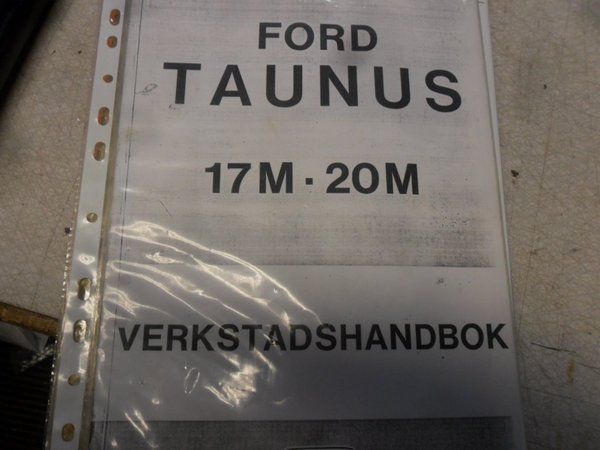 FORD
TAUNUS
17M · 20M
VERKSTADSHANDBOK